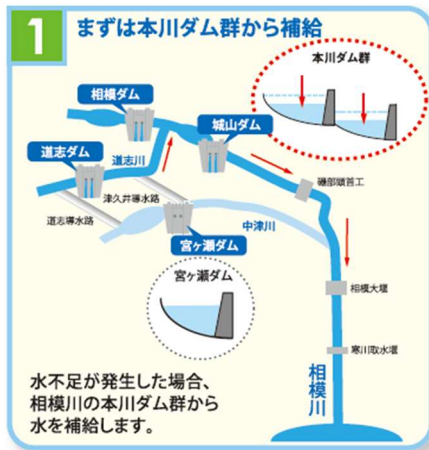 1
まずは本川ダム群から補給
本川ダム群
相模ダム
城山ダム
道志ダム
道志川
磯部頭首工
津久井導水路
道志導水路
中津川
宮ヶ瀬ダム
宮ヶ瀬ダム
相模大堰
寒川取水堰
相模川
水不足が発生した場合、
相模川の本川ダム群から
水を補給します。